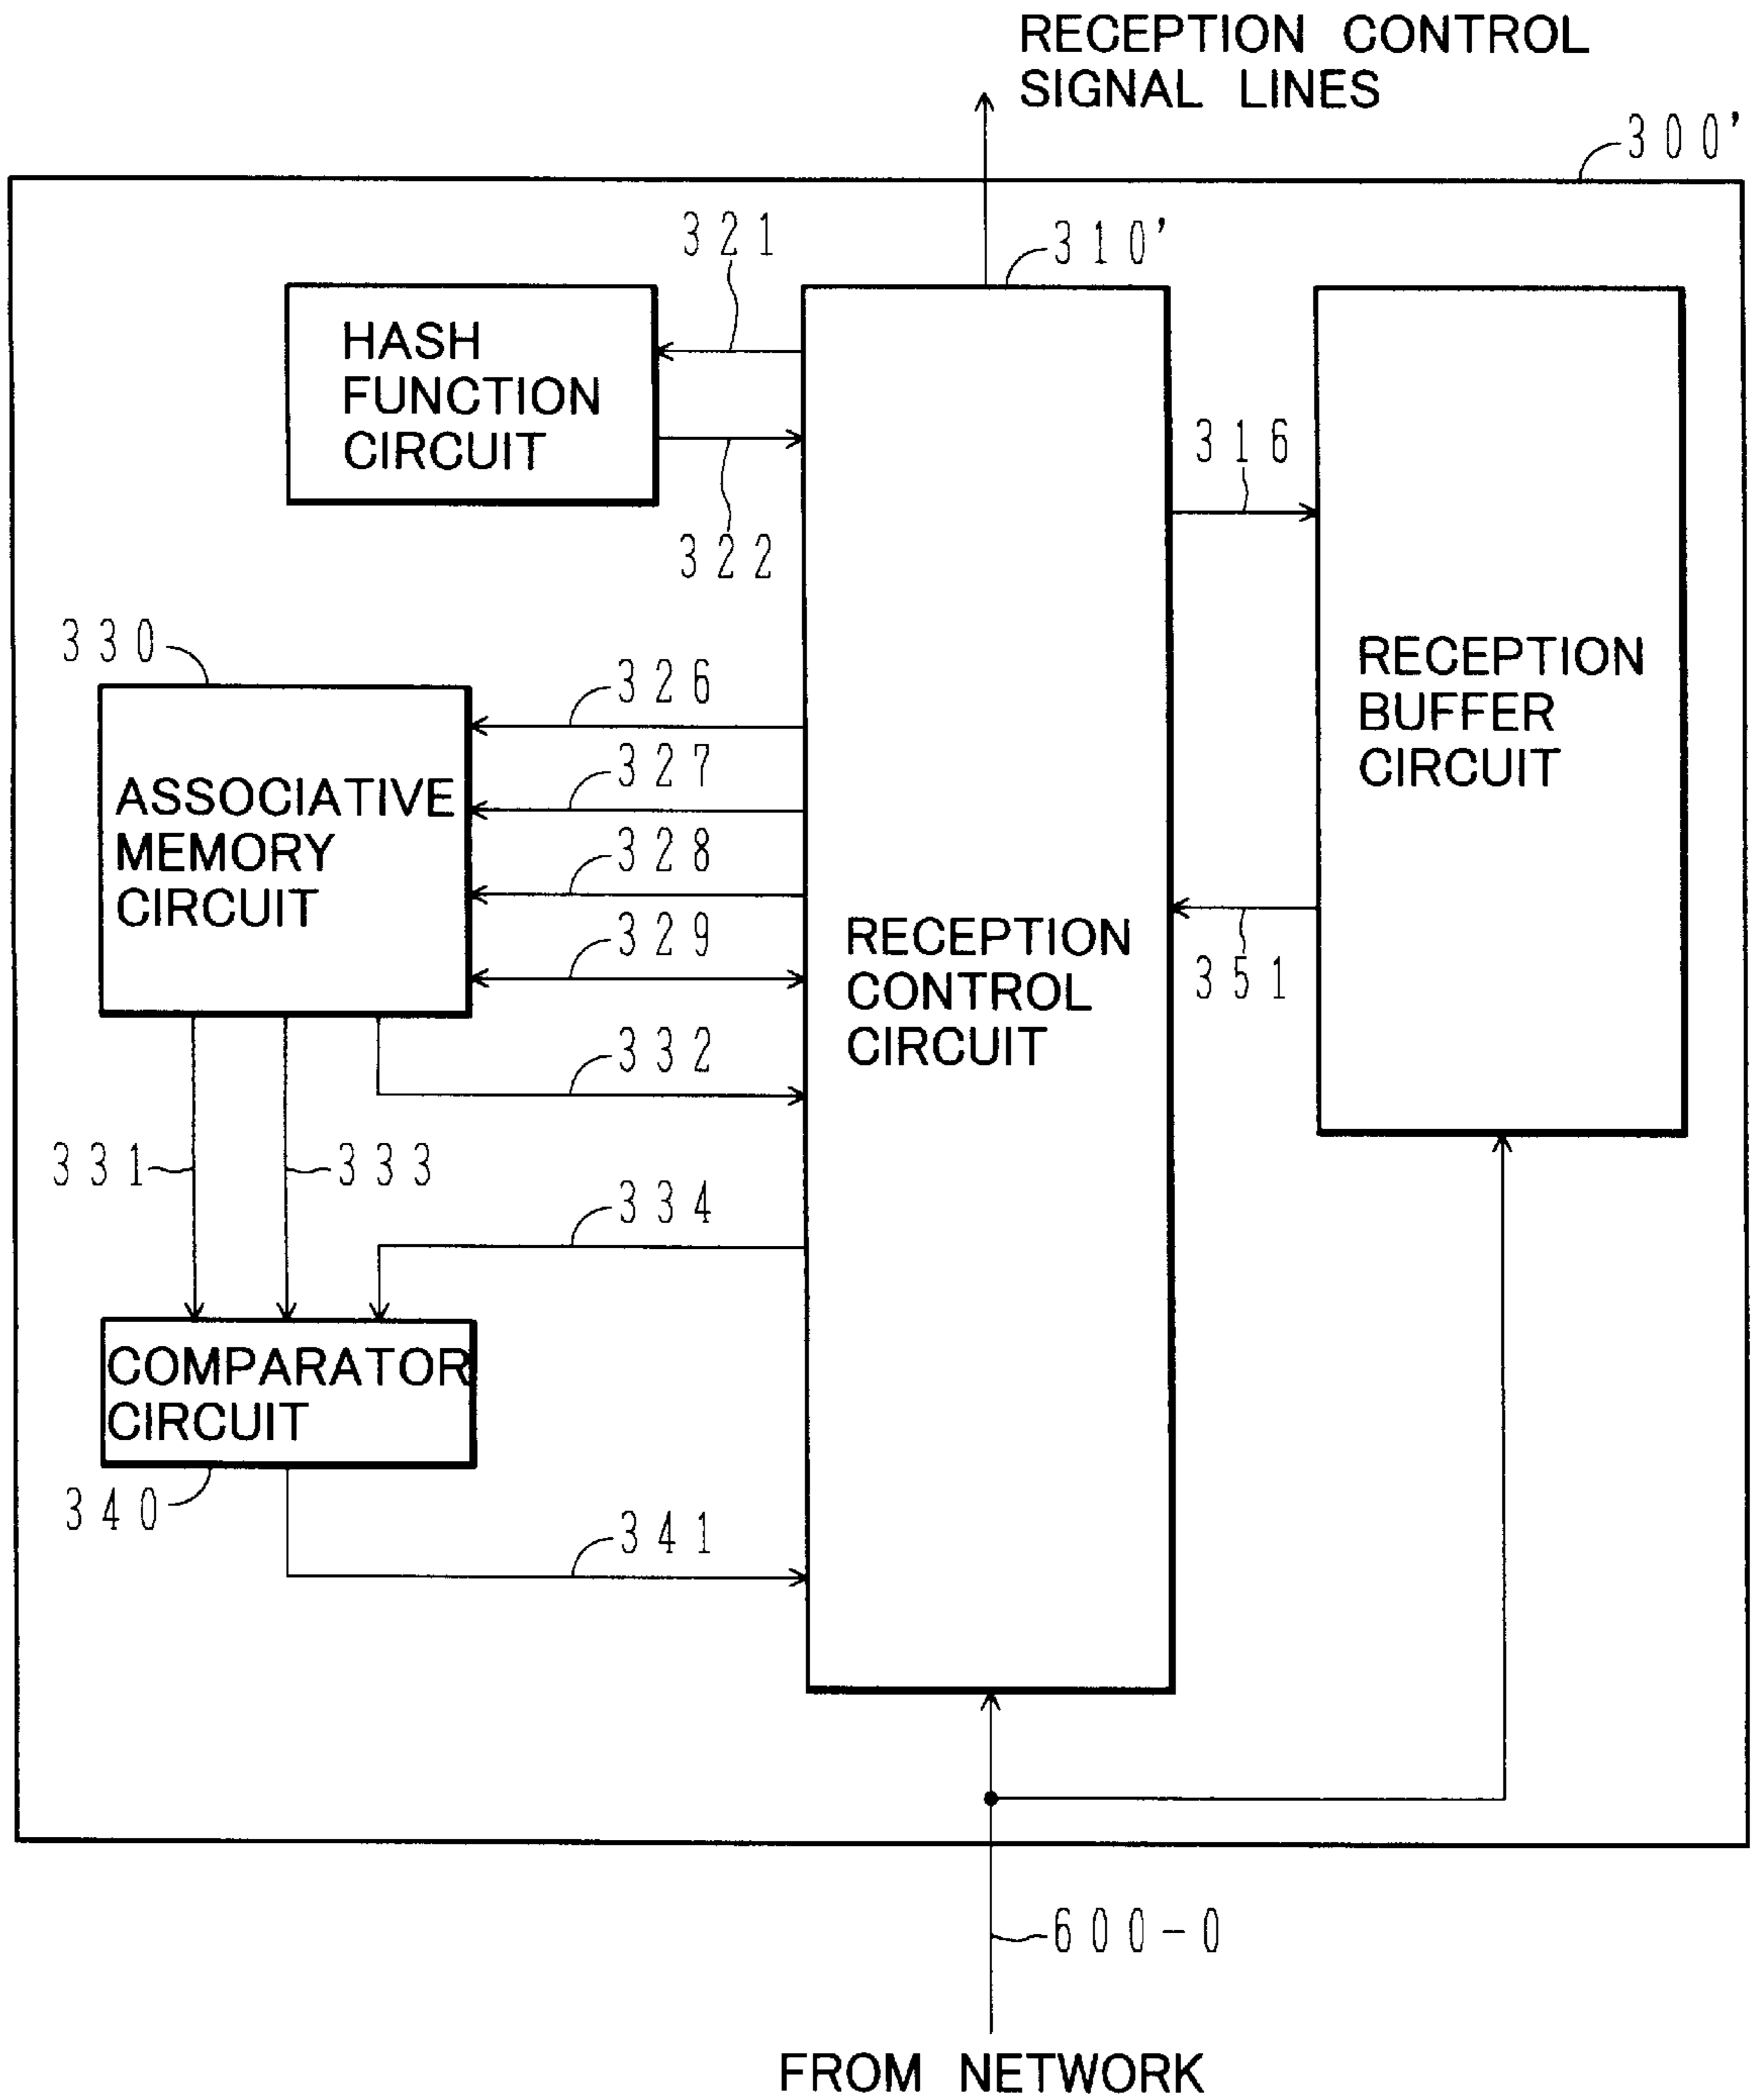 RECEPTION CONTROL
SIGNAL LINES
300'
321
310'
HASH
FUNCTION
CIRCUIT
316
322
330
326
RECEPTION
BUFFER
CIRCUIT
327
ASSOCIATIVE
MEMORY
CIRCUIT
328
329
RECEPTION
CONTROL
CIRCUIT
351
332
331
333
334
COMPARATOR
CIRCUIT
340
341
600-0
FROM NETWORK